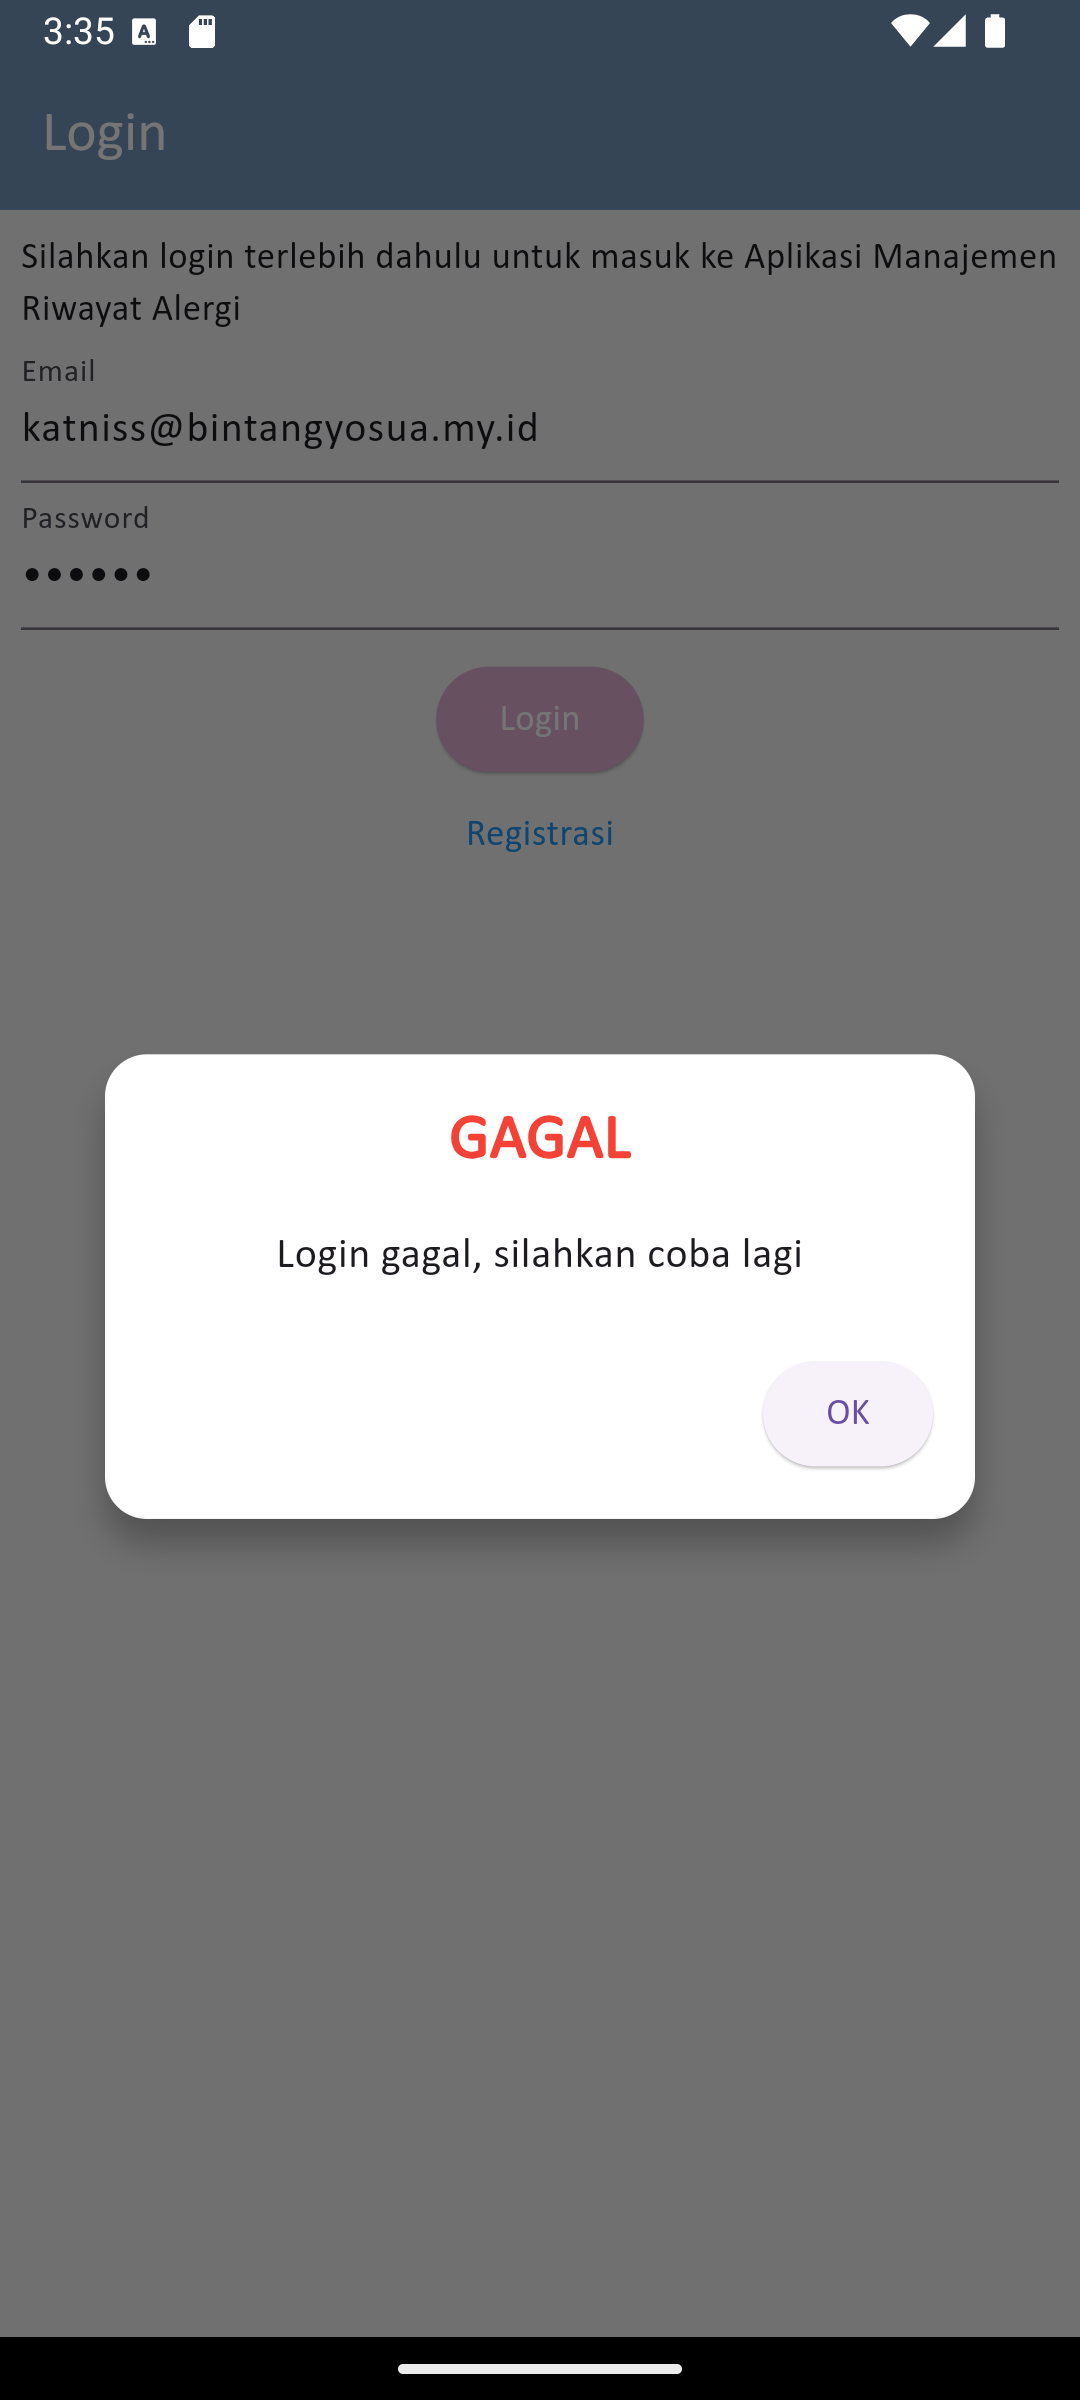 3:35
Login
Silahkan login terlebih dahulu untuk masuk ke Aplikasi Manajemen
Riwayat Alergi
Email
katniss@bintangyosua.my.id
Password
••••••
Login
Registrasi
GAGAL
Login gagal, silahkan coba lagi
OK